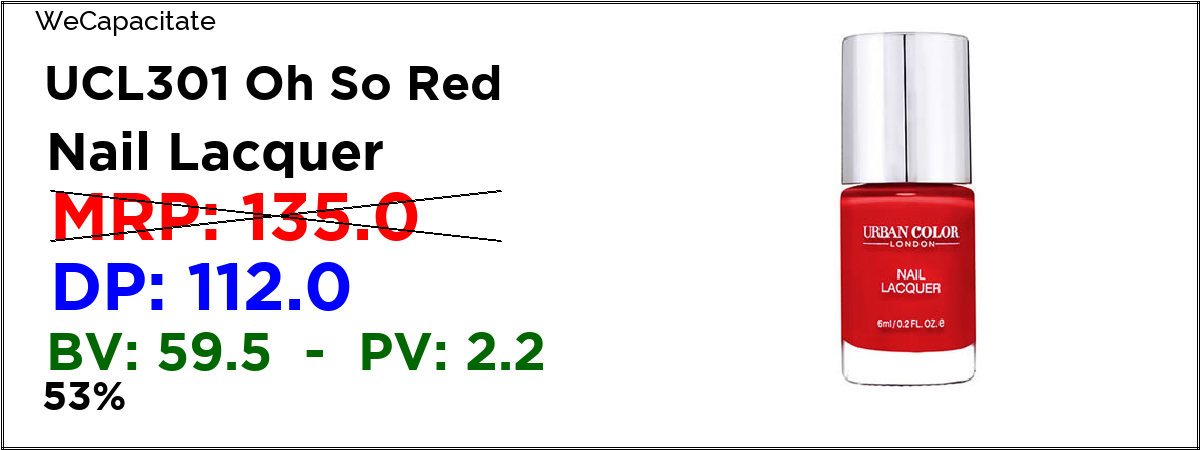 WeCapacitate
UCL301 Oh So Red
Nail Lacquer
MRP: 135.0
DP: 112.0
BV: 59.5 - PV: 2.2
53%
URBAN COLOR
LONDON
NAIL
LACQUER
6ml/0.2 FL. OZ. e